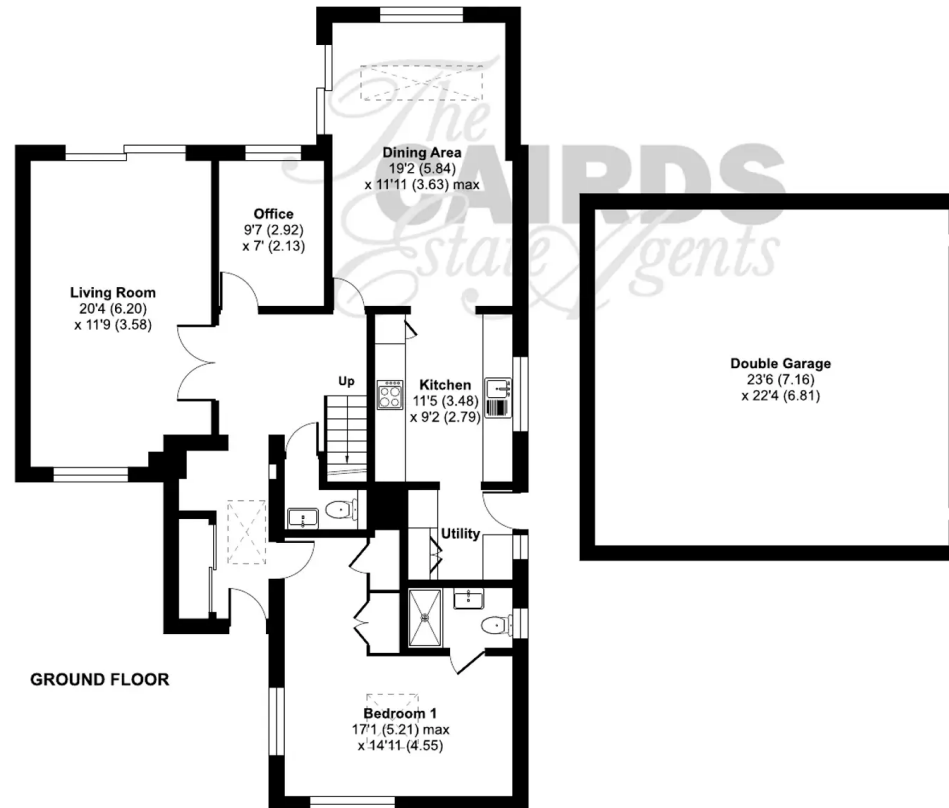 The
CAIRDS
Estate Agents
Dining Area
19'2 (5.84)
x 11'11 (3.63) max
Office
9'7 (2.92)
x 7' (2.13)
Living Room
20'4 (6.20)
x 11'9 (3.58)
Up
Kitchen
11'5 (3.48)
x 9'2 (2.79)
Double Garage
23'6 (7.16)
x 22'4 (6.81)
Utility
GROUND FLOOR
Bedroom 1
17'1 (5.21) max
x 14'11 (4.55)